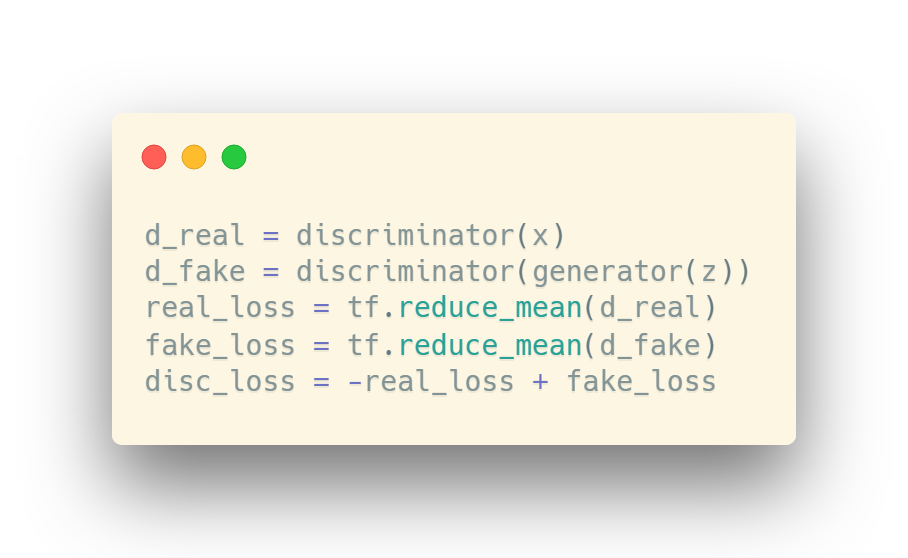 d_real = discriminator(x)
d_fake = discriminator(generator(z))
real_loss = tf.reduce_mean(d_real)
fake_loss = tf.reduce_mean(d_fake)
disc_loss = -real_loss + fake_loss